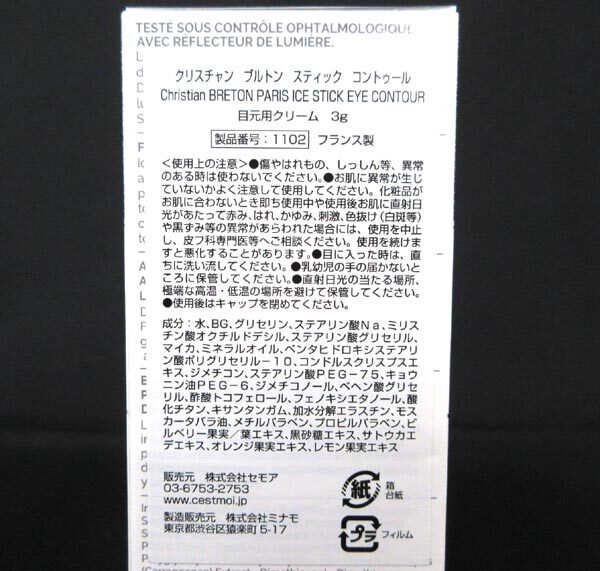 TESTÉ SOUS CONTRÔLE OPHTALMOLOGIQUE
AVEC RÉFLECTEUR DE LUMIÈRE.
クリスチャン ブルトン スティック コントゥール
Christian BRETON PARIS ICE STICK EYE CONTOUR
目元用クリーム 3g
製品番号：1102 フランス製
＜使用上の注意＞●傷やはれもの、しっしん等、異常
のある時は使わないでください。●お肌に異常が生じ
ていないかよく注意して使用してください。化粧品が
お肌に合わないとき即ち使用中や使用後お肌に直射日
光があたって赤み、はれ、かゆみ、刺激、色抜け（白斑等）
や黒ずみ等の異常があらわれた場合には、使用を中止
し、皮フ科専門医等へご相談ください。使用を続けま
すと悪化することがあります。●目に入った時は、直
ちに洗い流してください。●乳幼児の手の届かないと
ころに保管してください。●直射日光の当たる場所、
極端な高温・低温の場所を避けて保管してください。
●使用後はキャップを閉めてください。
成分：水、BG、グリセリン、ステアリン酸Na、ミリス
チン酸オクチルドデシル、ステアリン酸グリセリル、
マイカ、ミネラルオイル、ペンタヒドロキシステアリ
ン酸ポリグリセリル－10、コンドルスクリスプスエ
キス、ジメチコン、ステアリン酸PEG－75、キョウ
ニン油PEG－6、ジメチコノール、ベヘン酸グリセ
リル、酢酸トコフェロール、フェノキシエタノール、酸
化チタン、キサンタンガム、加水分解エラスチン、モス
カータバラ油、メチルパラベン、プロピルパラベン、ビ
ルベリー果実／葉エキス、黒砂糖エキス、サトウカエ
デエキス、オレンジ果実エキス、レモン果実エキス
販売元 株式会社セモア
03-6753-2753
www.cestmoi.jp
製造販売元 株式会社ミナモ
東京都渋谷区猿楽町 5-17
紙 箱
台紙
プラ フィルム